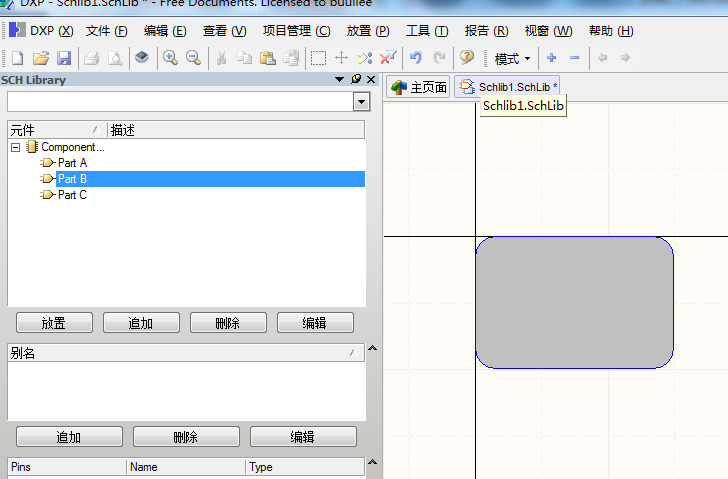 DXP - Schlib1.SchLib * - Free Documents. Licensed to buullee
DXP (X) 文件 (F) 编辑 (E) 查看 (V) 项目管理 (C) 放置 (P) 工具 (T) 报告 (R) 视窗 (W) 帮助 (H)
模式
SCH Library
主页面 Schlib1.SchLib *
Schlib1.SchLib
元件 描述
Component...
Part A
Part B
Part C
放置 追加 删除 编辑
别名
追加 删除 编辑
Pins Name Type